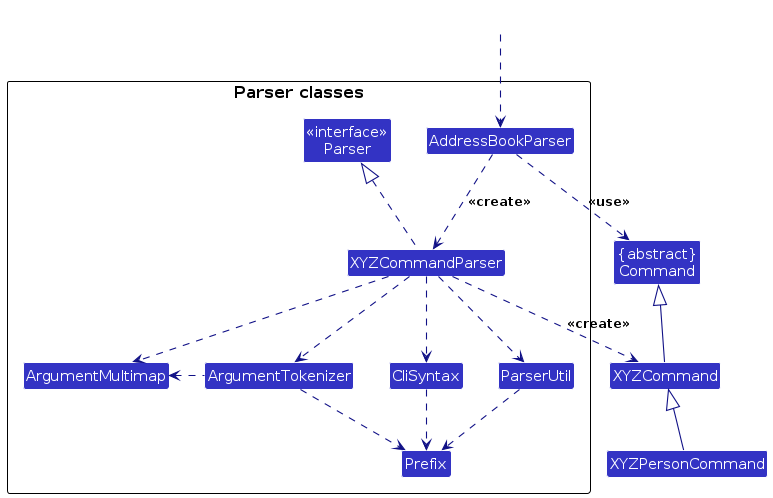 Parser classes
«interface»
Parser
AddressBookParser
«create»
«use»
{abstract}
Command
XYZCommandParser
«create»
ArgumentMultimap
ArgumentTokenizer
CliSyntax
ParserUtil
XYZCommand
Prefix
XYZPersonCommand